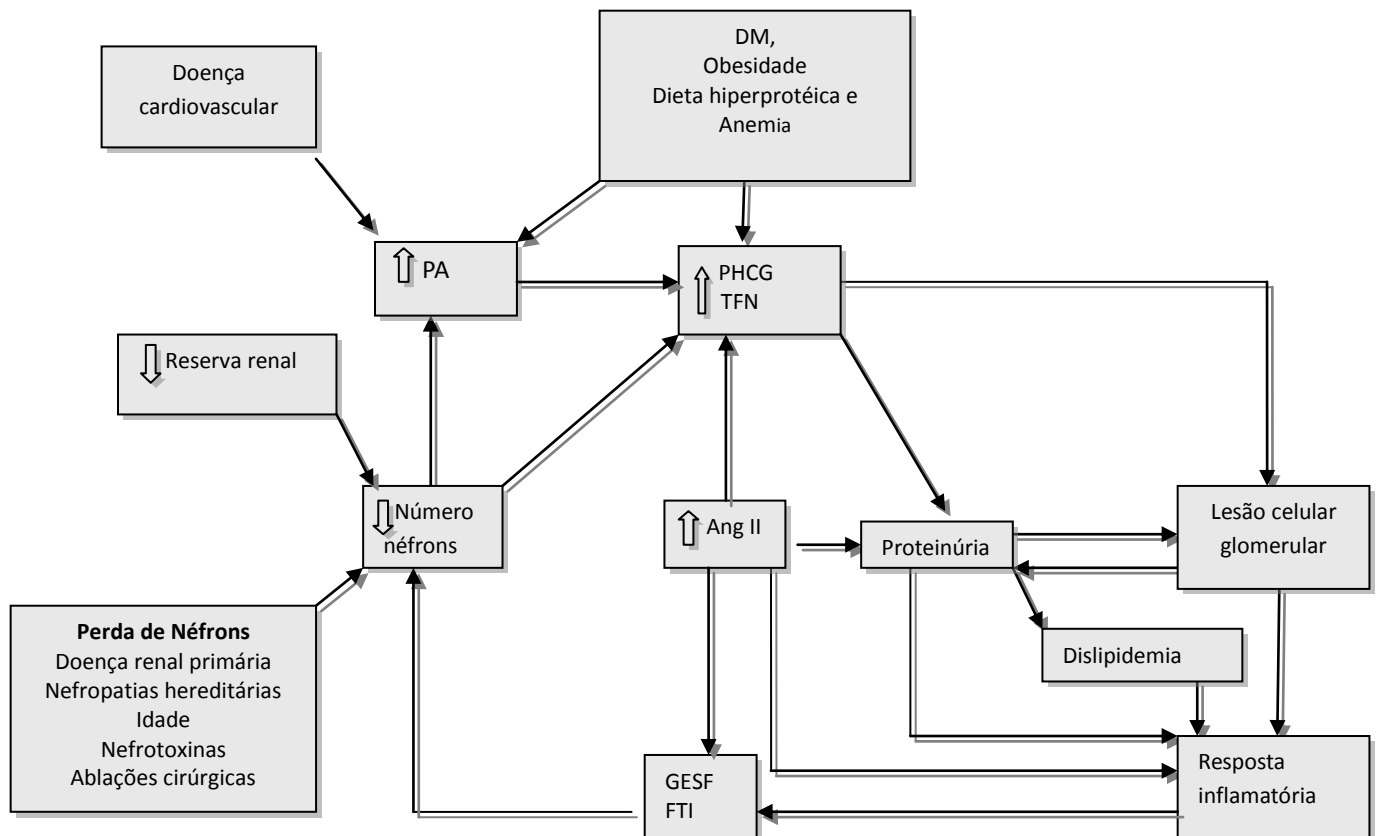 Doença
cardiovascular
DM,
Obesidade
Dieta hiperprotéica e
Anemia
PA
PHCG
TFN
Reserva renal
Número
néfrons
Ang II
Proteinúria
Lesão celular
glomerular
Perda de Néfrons
Doença renal primária
Nefropatias hereditárias
Idade
Nefrotoxinas
Ablações cirúrgicas
Dislipidemia
GESF
FTI
Resposta
inflamatória